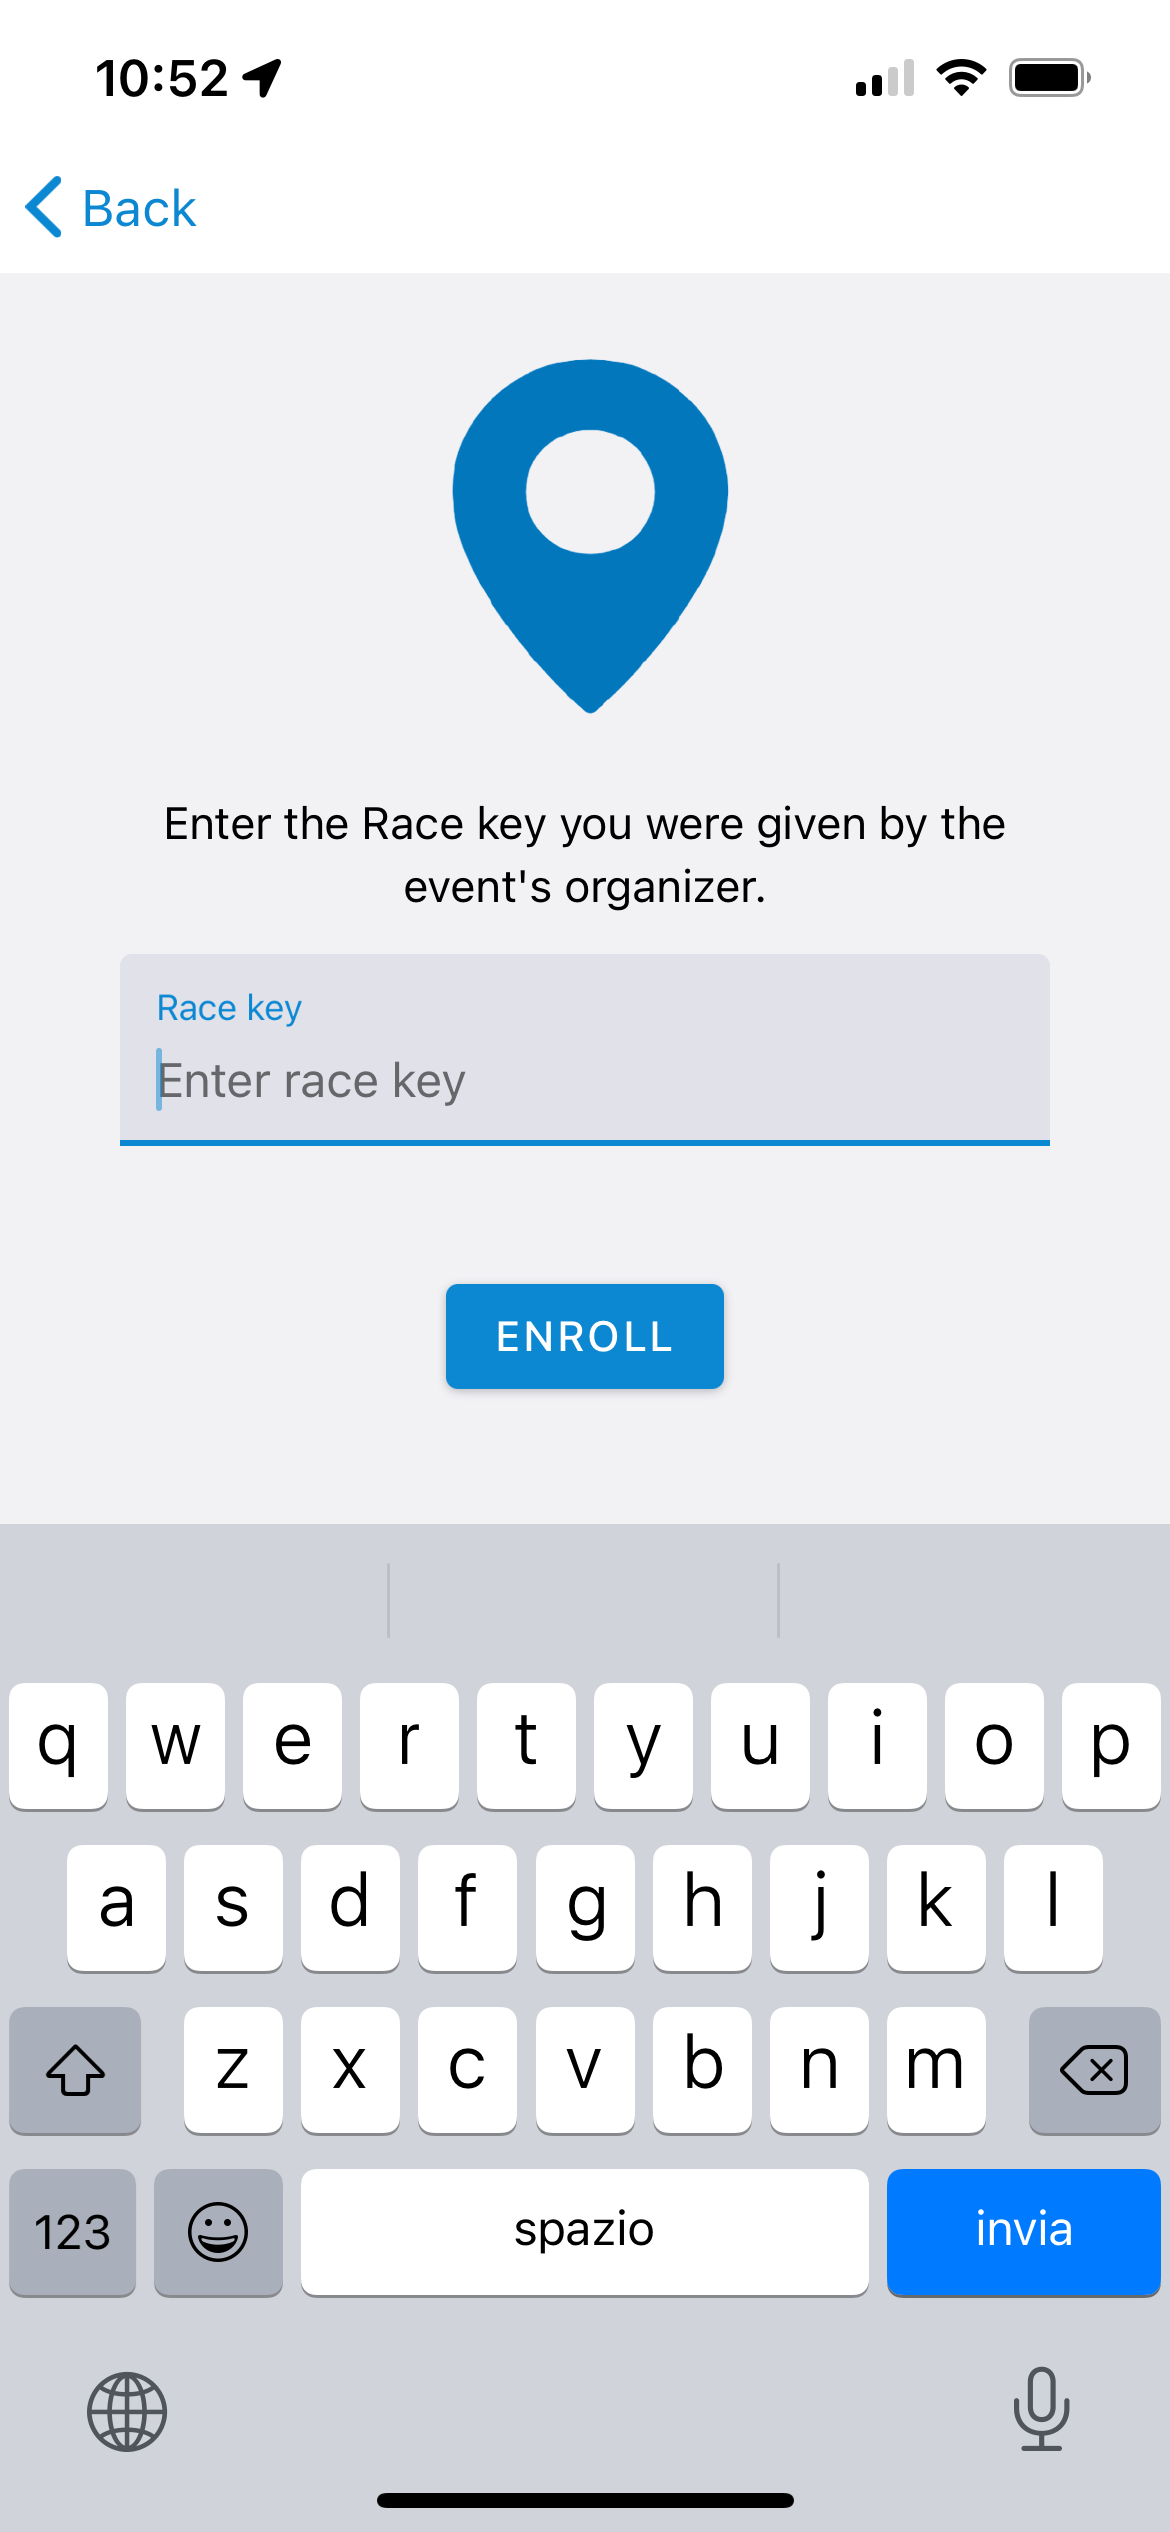 10:52
Back
Enter the Race key you were given by the
event's organizer.
Race key
Enter race key
ENROLL
q w e r t y u i o p
a s d f g h j k l
z x c v b n m
123 spazio invia